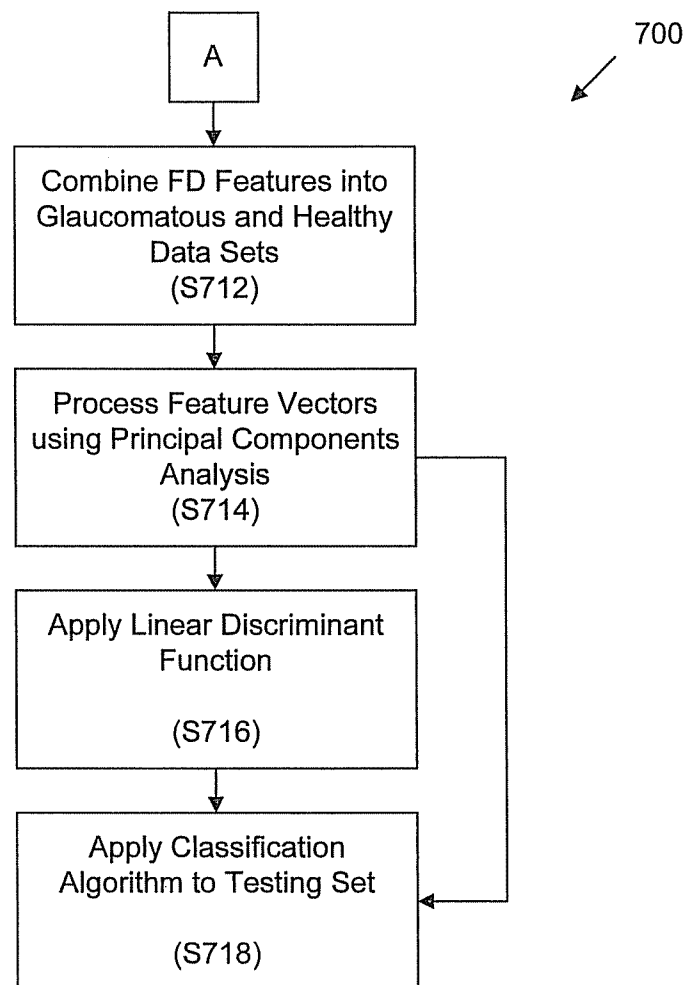 700
A
Combine FD Features into
Glaucomatous and Healthy
Data Sets
(S712)
Process Feature Vectors
using Principal Components
Analysis
(S714)
Apply Linear Discriminant
Function
(S716)
Apply Classification
Algorithm to Testing Set
(S718)